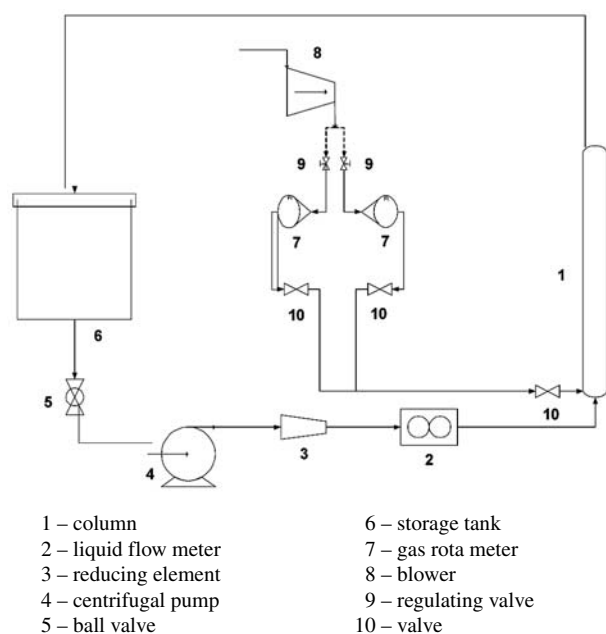 8
9 9
7 7
1
10 10
6
5
10
4 3 2
1 – column
2 – liquid flow meter
3 – reducing element
4 – centrifugal pump
5 – ball valve
6 – storage tank
7 – gas rota meter
8 – blower
9 – regulating valve
10 – valve